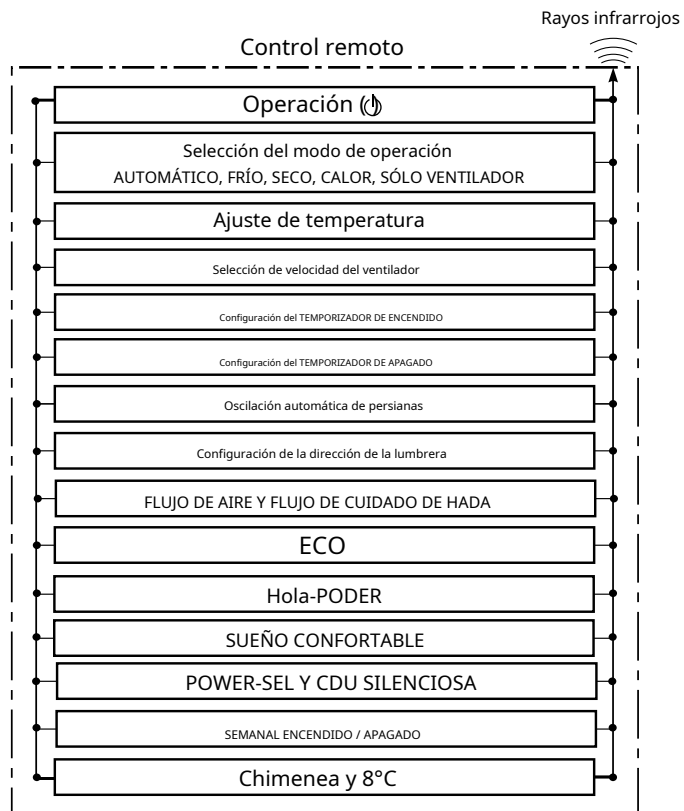 Rayos infrarrojos
Control remoto
Operación (⏻)
Selección del modo de operación
AUTOMÁTICO, FRÍO, SECO, CALOR, SÓLO VENTILADOR
Ajuste de temperatura
Selección de velocidad del ventilador
Configuración del TEMPORIZADOR DE ENCENDIDO
Configuración del TEMPORIZADOR DE APAGADO
Oscilación automática de persianas
Configuración de la dirección de la lumbrera
FLUJO DE AIRE Y FLUJO DE CUIDADO DE HADA
ECO
Hola-PODER
SUEÑO CONFORTABLE
POWER-SEL Y CDU SILENCIOSA
SEMANAL ENCENDIDO / APAGADO
Chimenea y 8°C